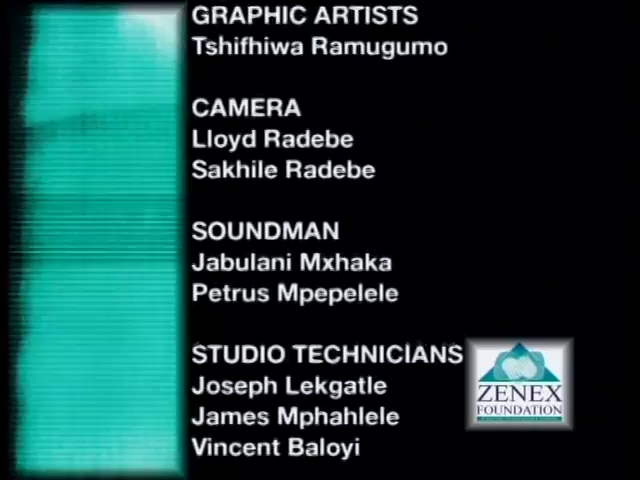 GRAPHIC ARTISTS
Tshifhiwa Ramugumo
CAMERA
Lloyd Radebe
Sakhile Radebe
SOUNDMAN
Jabulani Mxhaka
Petrus Mpepelele
STUDIO TECHNICIANS
Joseph Lekgatle
James Mphahlele
Vincent Baloyi
ZENEX
FOUNDATION